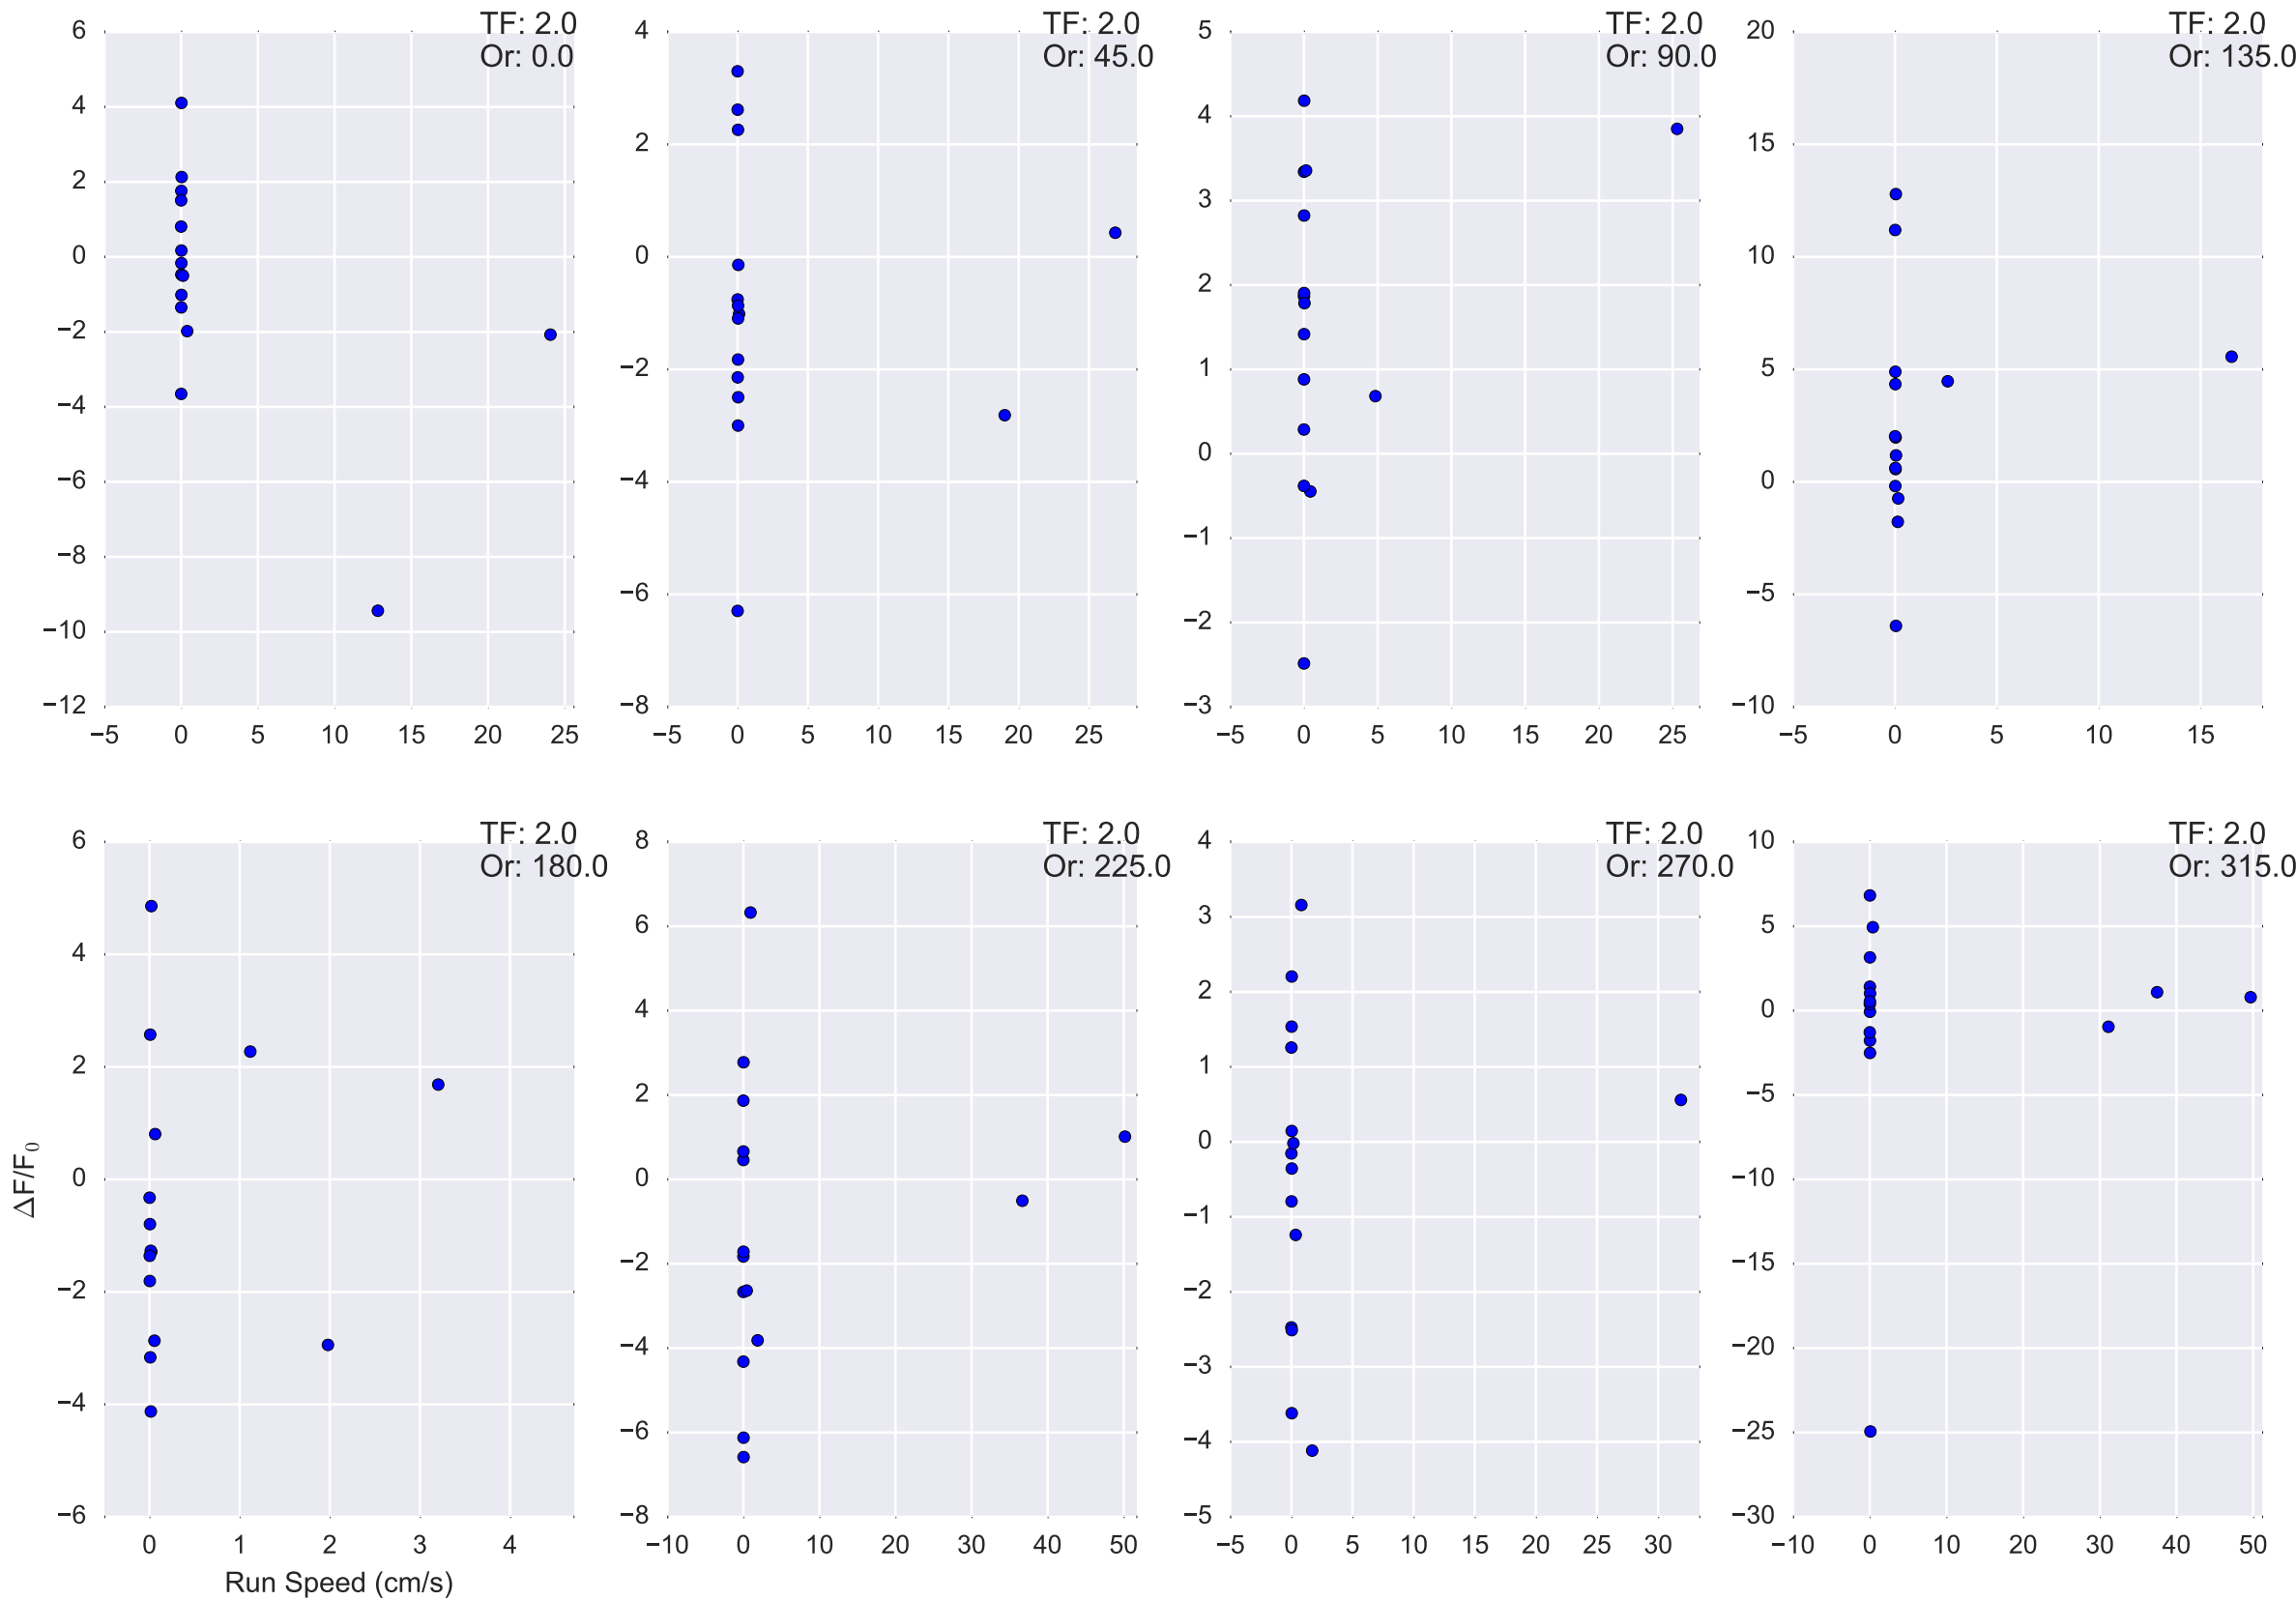 TF: 2.0
Or: 0.0
6
4
2
0
−2
−4
−6
−8
−10
−12
−5 0 5 10 15 20 25
TF: 2.0
Or: 45.0
4
2
0
−2
−4
−6
−8
−5 0 5 10 15 20 25
TF: 2.0
Or: 90.0
5
4
3
2
1
0
−1
−2
−3
−5 0 5 10 15 20 25
TF: 2.0
Or: 135.0
20
15
10
5
0
−5
−10
−5 0 5 10 15
TF: 2.0
Or: 180.0
6
4
2
0
−2
−4
−6
0 1 2 3 4
ΔF/F₀
Run Speed (cm/s)
TF: 2.0
Or: 225.0
8
6
4
2
0
−2
−4
−6
−8
−10 0 10 20 30 40 50
TF: 2.0
Or: 270.0
4
3
2
1
0
−1
−2
−3
−4
−5
−5 0 5 10 15 20 25 30
TF: 2.0
Or: 315.0
10
5
0
−5
−10
−15
−20
−25
−30
−10 0 10 20 30 40 50